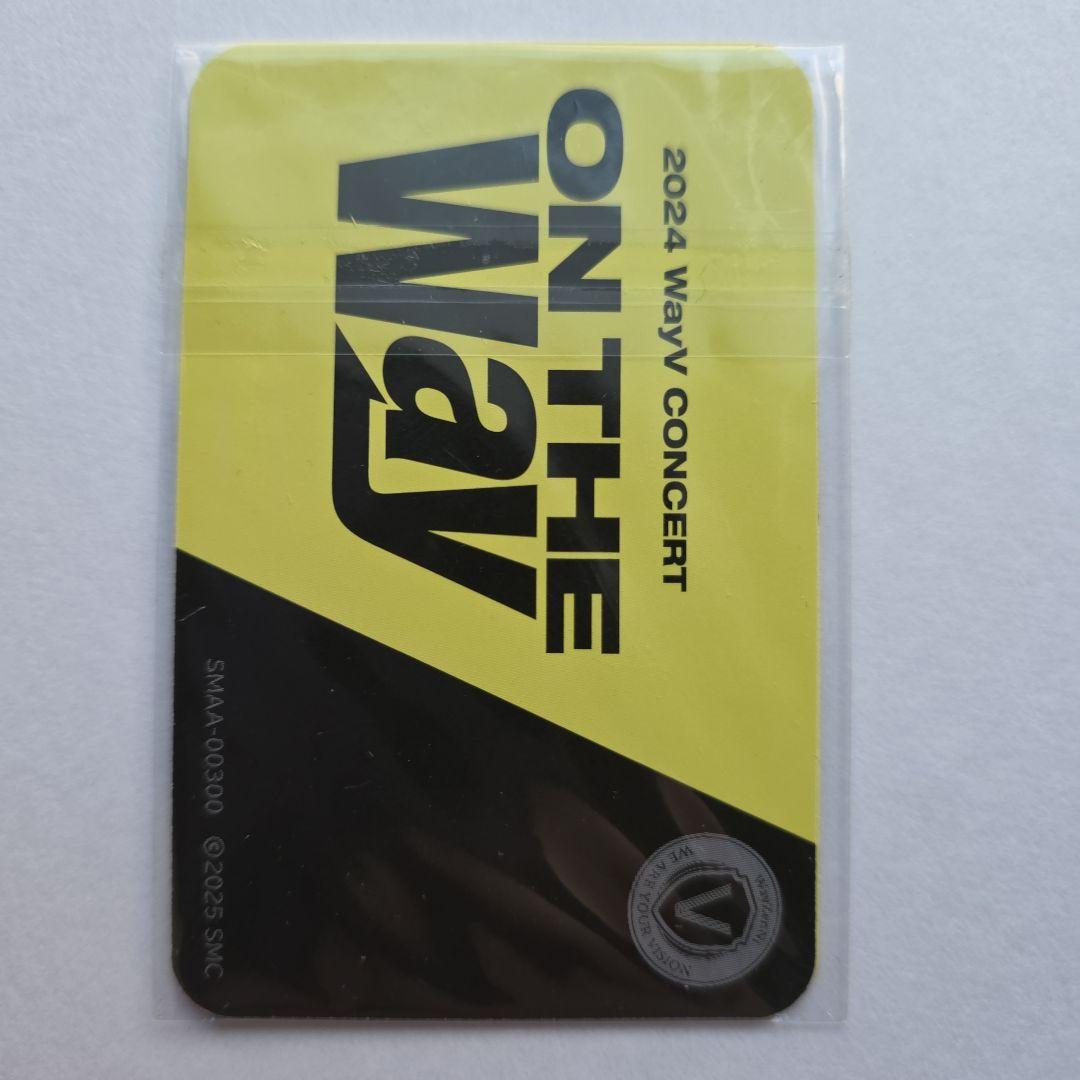 2024 WayV CONCERT
ON THE
Way
WE ARE YOUR VISION
V
SMAA-00300 ©2025 SMC